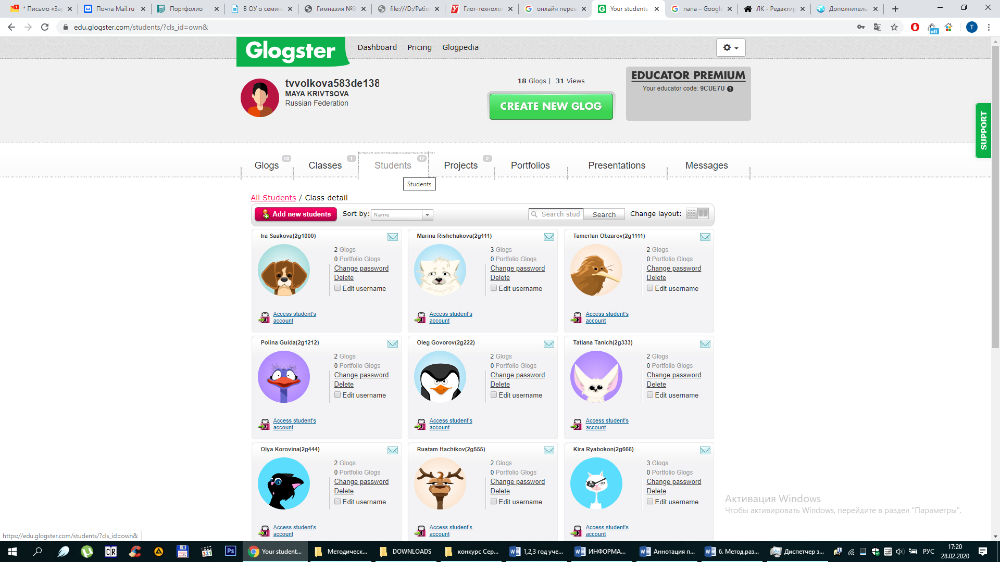 * Письмо «Зар
Почта Mail.ru
Портфолио
В ОУ о семин
Гимназия №3
file:///D:/Рабо
Глог-технолог
онлайн перев
Your students
папа – Google
ЛК - Редактир
Дополнитель
edu.glogster.com/students/?cls_id=own&
off
T
Glogster
Dashboard
Pricing
Glogpedia
tvvolkova583de138
MAYA KRIVTSOVA
Russian Federation
18 Glogs | 31 Views
CREATE NEW GLOG
EDUCATOR PREMIUM
Your educator code: 9CUE7U ?
SUPPORT
Glogs 18
Classes 1
Students 12
Projects 2
Portfolios
Presentations
Messages
Students
All Students / Class detail
Add new students
Sort by: Name
Search stud
Search
Change layout:
Ira Saakova(2g1000)
2 Glogs
0 Portfolio Glogs
Change password
Delete
Edit username
Access student's
account
Marina Rishchakova(2g111)
3 Glogs
0 Portfolio Glogs
Change password
Delete
Edit username
Access student's
account
Tamerlan Obzarov(2g1111)
2 Glogs
0 Portfolio Glogs
Change password
Delete
Edit username
Access student's
account
Polina Guida(2g1212)
2 Glogs
0 Portfolio Glogs
Change password
Delete
Edit username
Access student's
account
Oleg Govorov(2g222)
2 Glogs
0 Portfolio Glogs
Change password
Delete
Edit username
Access student's
account
Tatiana Tanich(2g333)
2 Glogs
0 Portfolio Glogs
Change password
Delete
Edit username
Access student's
account
Olya Korovina(2g444)
2 Glogs
0 Portfolio Glogs
Change password
Delete
Edit username
Access student's
account
Rustam Hachikov(2g555)
2 Glogs
0 Portfolio Glogs
Change password
Delete
Edit username
Access student's
account
Kira Ryabokon(2g666)
3 Glogs
0 Portfolio Glogs
Change password
Delete
Edit username
Access student's
account
Активация Windows
Чтобы активировать Windows, перейдите в раздел "Параметры".
https://edu.glogster.com/students/?cls_id=own&
CR
321
Ps
Your student...
Методическ...
DOWNLOADS
конкурс Сер...
1,2,3 год уче...
ИНФОРМА...
Аннотация п...
6. Метод.раз...
Диспетчер з...
РУС
17:20
28.02.2020